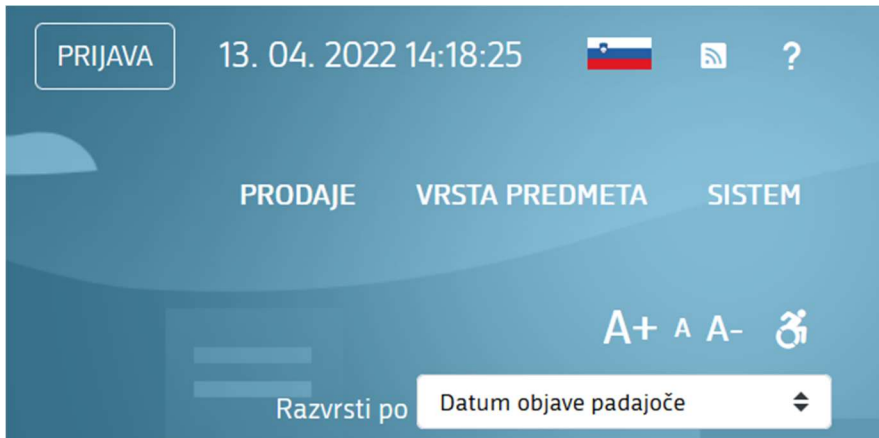 PRIJAVA 13. 04. 2022 14:18:25 ?
PRODAJE VRSTA PREDMETA SISTEM
A+ A A-
Razvrsti po Datum objave padajoče